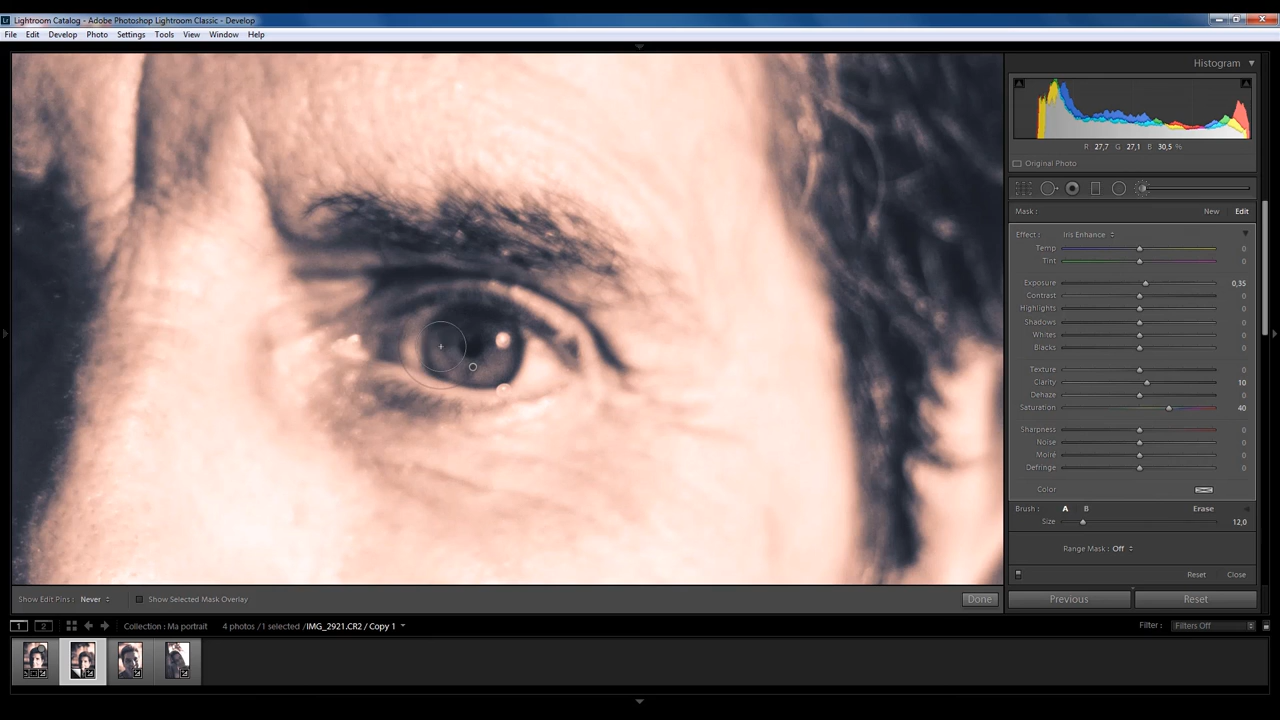 Lightroom Catalog - Adobe Photoshop Lightroom Classic - Develop
File Edit Develop Photo Settings Tools View Window Help
Histogram
R 27,7 G 27,1 B 30,5 %
Original Photo
Mask : New Edit
Effect : Iris Enhance
Temp 0
Tint 0
Exposure 0,35
Contrast 0
Highlights 0
Shadows 0
Whites 0
Blacks 0
Texture 0
Clarity 10
Dehaze 0
Saturation 40
Sharpness 0
Noise 0
Moiré 0
Defringe 0
Color
Brush : A B Erase
Size 12,0
Range Mask : Off
Reset Close
Show Edit Pins : Never Show Selected Mask Overlay Done
Previous Reset
1 2 Collection : Ma portrait 4 photos /1 selected /IMG_2921.CR2 / Copy 1 Filter : Filters Off